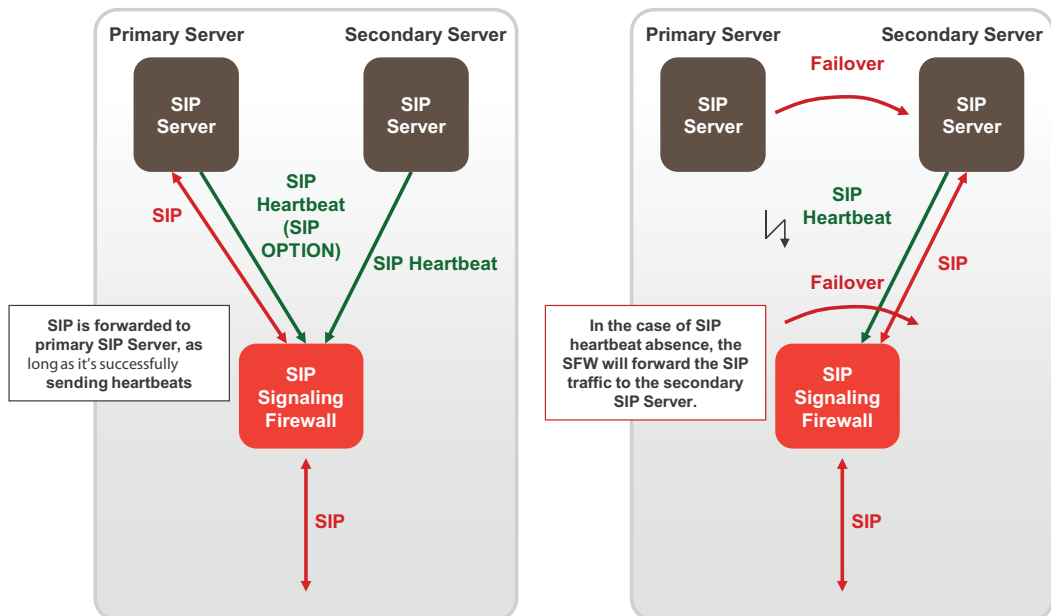 Primary Server
Secondary Server
SIP
Server
SIP
Server
SIP
SIP
Heartbeat
(SIP
OPTION)
SIP Heartbeat
SIP is forwarded to
primary SIP Server, as
long as it's successfully
sending heartbeats
SIP
Signaling
Firewall
SIP
Primary Server
Secondary Server
Failover
SIP
Server
SIP
Server
SIP
Heartbeat
SIP
Failover
In the case of SIP
heartbeat absence, the
SFW will forward the SIP
traffic to the secondary
SIP Server.
SIP
Signaling
Firewall
SIP